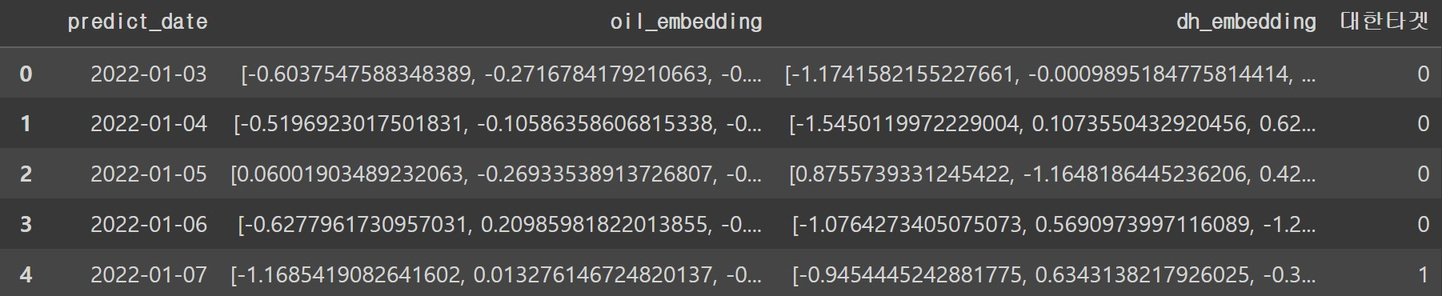 predict_date oil_embedding dh_embedding 대한타겟
0 2022-01-03 [-0.6037547588348389, -0.2716784179210663, -0.... [-1.1741582155227661, -0.0009895184775814414, ... 0
1 2022-01-04 [-0.5196923017501831, -0.10586358606815338, -0... [-1.5450119972229004, 0.1073550432920456, 0.62... 0
2 2022-01-05 [0.06001903489232063, -0.26933538913726807, -0... [0.8755739331245422, -1.1648186445236206, 0.42... 0
3 2022-01-06 [-0.6277961730957031, 0.20985981822013855, -0.... [-1.0764273405075073, 0.5690973997116089, -1.2... 0
4 2022-01-07 [-1.1685419082641602, 0.013276146724820137, -0... [-0.9454445242881775, 0.6343138217926025, -0.3... 1